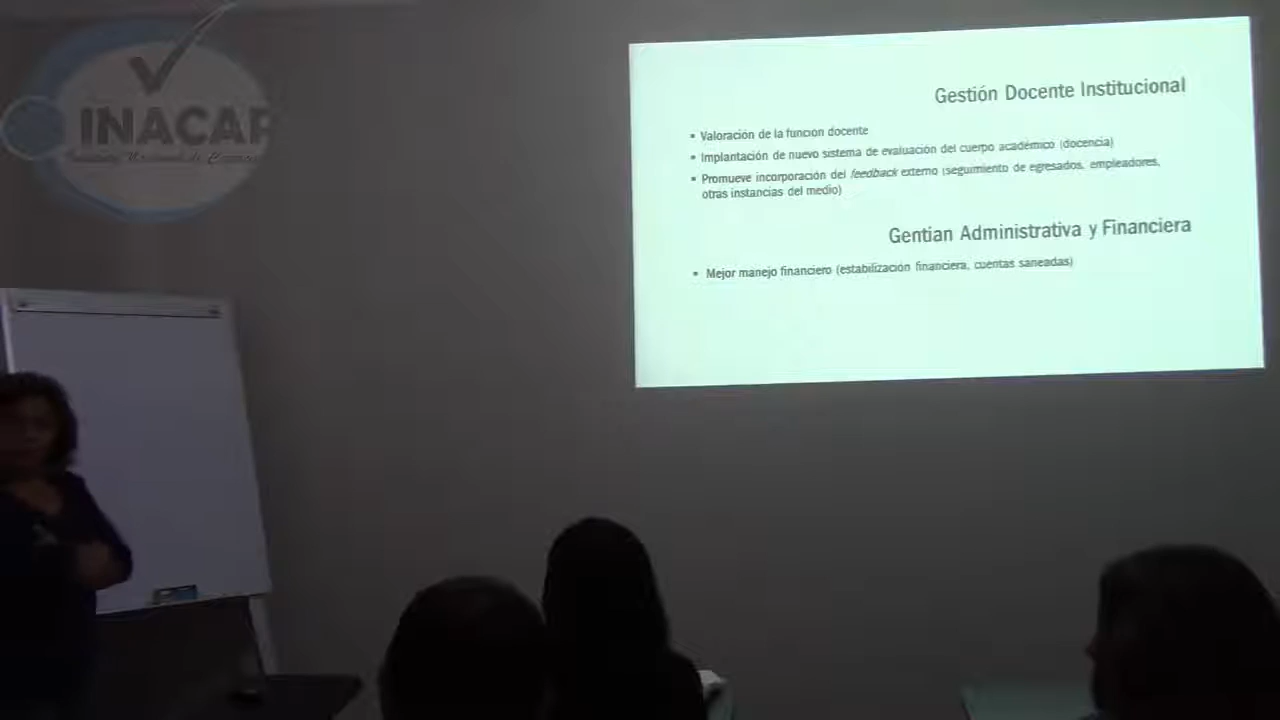 INACAP
Gestión Docente Institucional
▪ Valoración de la función docente
▪ Implantación de nuevo sistema de evaluación del cuerpo académico (docencia)
▪ Promueve incorporación del feedback externo (seguimiento de egresados, empleadores,
otras instancias del medio)
Gentian Administrativa y Financiera
▪ Mejor manejo financiero (estabilización financiera, cuentas saneadas)